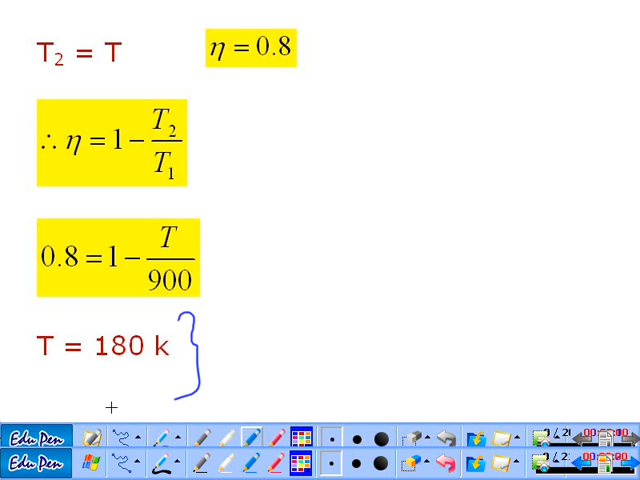 T₂ = T η = 0.8
∴ η = 1 − T₂/T₁
0.8 = 1 − T/900
T = 180 k
Edu Pen
Edu Pen